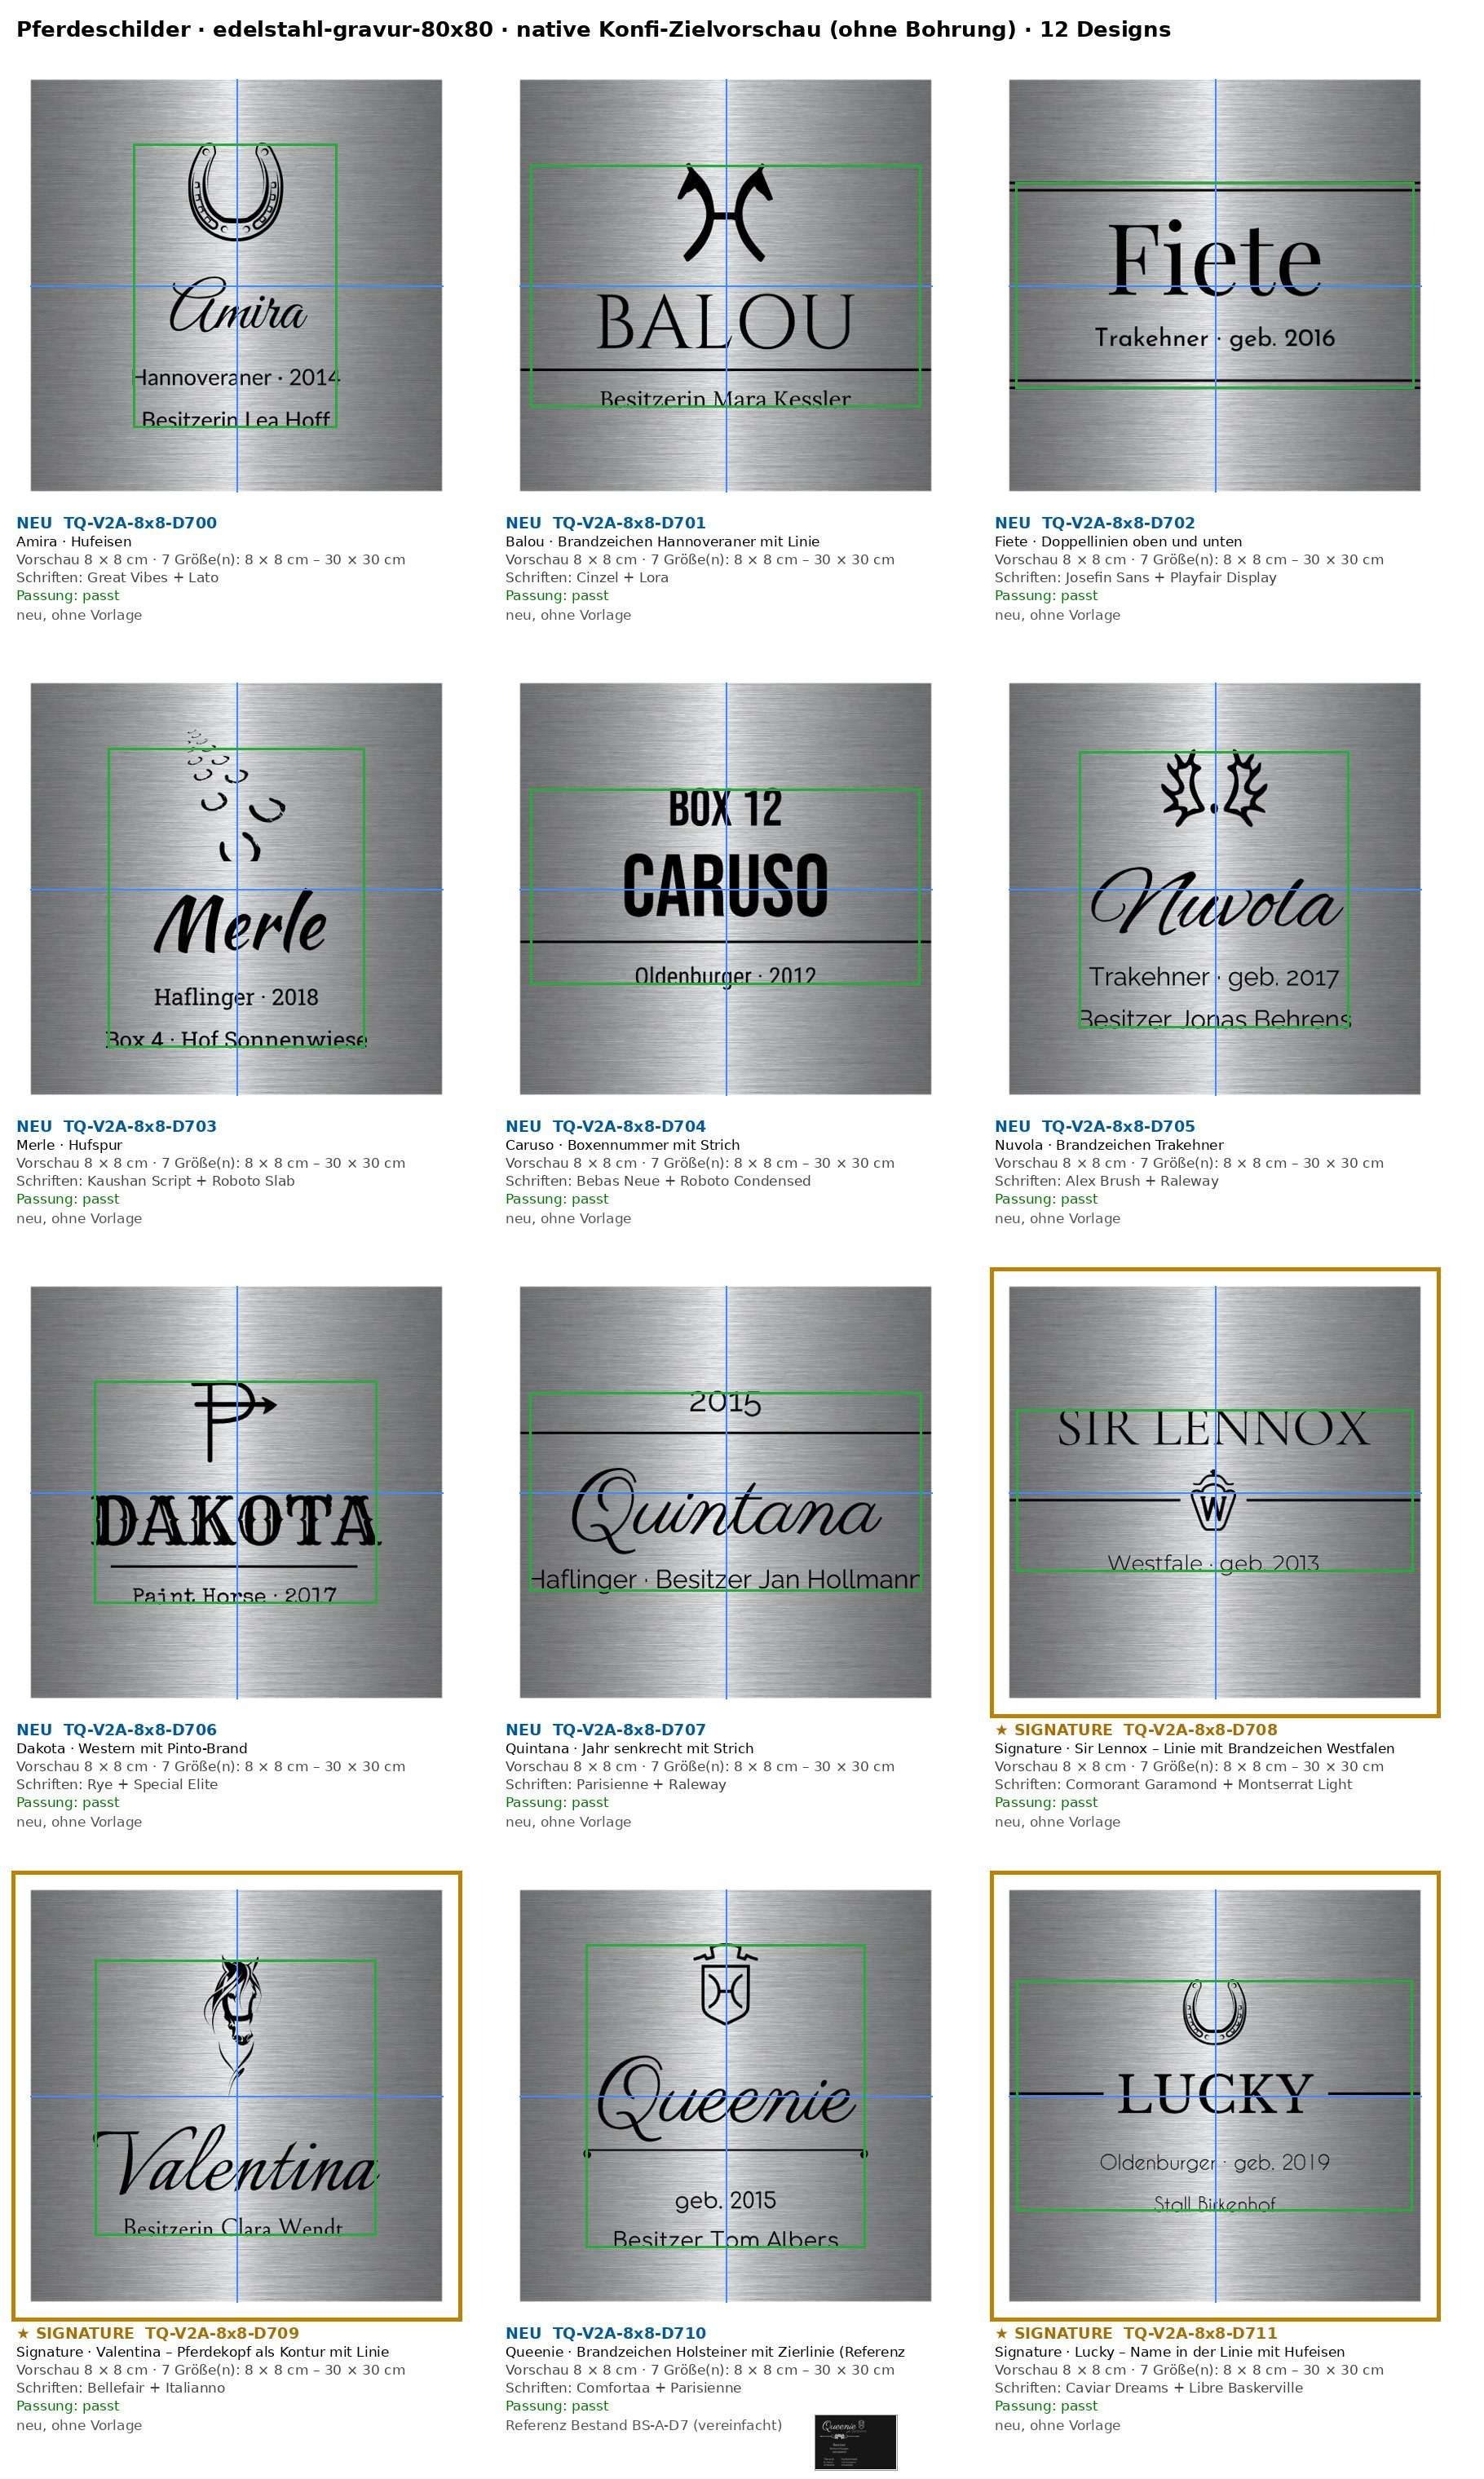 Pferdeschilder · edelstahl-gravur-80x80 · native Konfi-Zielvorschau (ohne Bohrung) · 12 Designs
Amira
Hannoveraner · 2014
Besitzerin Lea Hoff
NEU TQ-V2A-8x8-D700
Amira · Hufeisen
Vorschau 8 × 8 cm · 7 Größe(n): 8 × 8 cm – 30 × 30 cm
Schriften: Great Vibes + Lato
Passung: passt
neu, ohne Vorlage
BALOU
Besitzerin Mara Kessler
NEU TQ-V2A-8x8-D701
Balou · Brandzeichen Hannoveraner mit Linie
Vorschau 8 × 8 cm · 7 Größe(n): 8 × 8 cm – 30 × 30 cm
Schriften: Cinzel + Lora
Passung: passt
neu, ohne Vorlage
Fiete
Trakehner · geb. 2016
NEU TQ-V2A-8x8-D702
Fiete · Doppellinien oben und unten
Vorschau 8 × 8 cm · 7 Größe(n): 8 × 8 cm – 30 × 30 cm
Schriften: Josefin Sans + Playfair Display
Passung: passt
neu, ohne Vorlage
Merle
Haflinger · 2018
Box 4 · Hof Sonnenwiese
NEU TQ-V2A-8x8-D703
Merle · Hufspur
Vorschau 8 × 8 cm · 7 Größe(n): 8 × 8 cm – 30 × 30 cm
Schriften: Kaushan Script + Roboto Slab
Passung: passt
neu, ohne Vorlage
BOX 12
CARUSO
Oldenburger · 2012
NEU TQ-V2A-8x8-D704
Caruso · Boxennummer mit Strich
Vorschau 8 × 8 cm · 7 Größe(n): 8 × 8 cm – 30 × 30 cm
Schriften: Bebas Neue + Roboto Condensed
Passung: passt
neu, ohne Vorlage
Nuvola
Trakehner · geb. 2017
Besitzer Jonas Behrens
NEU TQ-V2A-8x8-D705
Nuvola · Brandzeichen Trakehner
Vorschau 8 × 8 cm · 7 Größe(n): 8 × 8 cm – 30 × 30 cm
Schriften: Alex Brush + Raleway
Passung: passt
neu, ohne Vorlage
DAKOTA
Paint Horse · 2017
NEU TQ-V2A-8x8-D706
Dakota · Western mit Pinto-Brand
Vorschau 8 × 8 cm · 7 Größe(n): 8 × 8 cm – 30 × 30 cm
Schriften: Rye + Special Elite
Passung: passt
neu, ohne Vorlage
2015
Quintana
Haflinger · Besitzer Jan Hollmann
NEU TQ-V2A-8x8-D707
Quintana · Jahr senkrecht mit Strich
Vorschau 8 × 8 cm · 7 Größe(n): 8 × 8 cm – 30 × 30 cm
Schriften: Parisienne + Raleway
Passung: passt
neu, ohne Vorlage
SIR LENNOX
W
Westfale · geb. 2013
★ SIGNATURE TQ-V2A-8x8-D708
Signature · Sir Lennox – Linie mit Brandzeichen Westfalen
Vorschau 8 × 8 cm · 7 Größe(n): 8 × 8 cm – 30 × 30 cm
Schriften: Cormorant Garamond + Montserrat Light
Passung: passt
neu, ohne Vorlage
Valentina
Besitzerin Clara Wendt
★ SIGNATURE TQ-V2A-8x8-D709
Signature · Valentina – Pferdekopf als Kontur mit Linie
Vorschau 8 × 8 cm · 7 Größe(n): 8 × 8 cm – 30 × 30 cm
Schriften: Bellefair + Italianno
Passung: passt
neu, ohne Vorlage
Queenie
geb. 2015
Besitzer Tom Albers
NEU TQ-V2A-8x8-D710
Queenie · Brandzeichen Holsteiner mit Zierlinie (Referenz
Vorschau 8 × 8 cm · 7 Größe(n): 8 × 8 cm – 30 × 30 cm
Schriften: Comfortaa + Parisienne
Passung: passt
Referenz Bestand BS-A-D7 (vereinfacht)
Queenie
LUCKY
Oldenburger · geb. 2019
Stall Birkenhof
★ SIGNATURE TQ-V2A-8x8-D711
Signature · Lucky – Name in der Linie mit Hufeisen
Vorschau 8 × 8 cm · 7 Größe(n): 8 × 8 cm – 30 × 30 cm
Schriften: Caviar Dreams + Libre Baskerville
Passung: passt
neu, ohne Vorlage